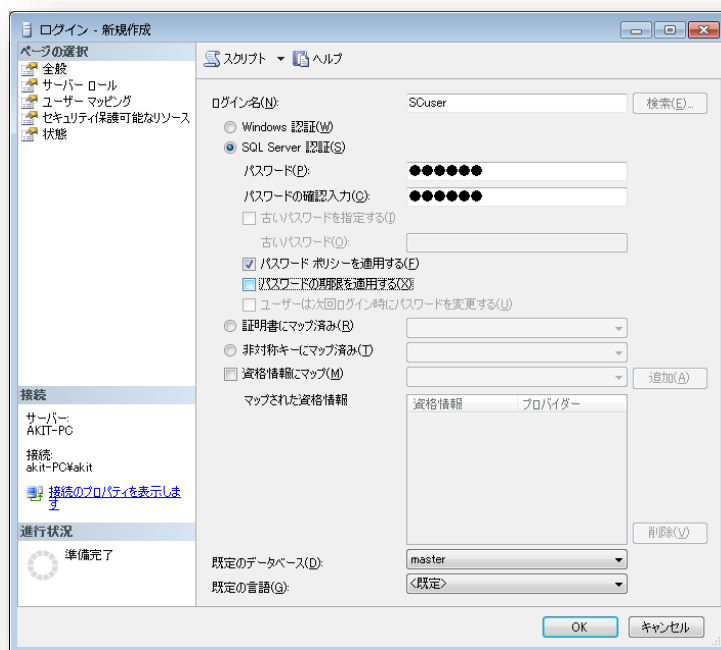 ログイン - 新規作成
ページの選択
全般
サーバー ロール
ユーザー マッピング
セキュリティ保護可能なリソース
状態
スクリプト
ヘルプ
ログイン名(N):
SCuser
検索(E)...
Windows 認証(W)
SQL Server 認証(S)
パスワード(P):
●●●●●●
パスワードの確認入力(C):
●●●●●●
古いパスワードを指定する(I)
古いパスワード(O):
パスワード ポリシーを適用する(F)
パスワードの期限を適用する(X)
ユーザーは次回ログイン時にパスワードを変更する(U)
証明書にマップ済み(R)
非対称キーにマップ済み(T)
資格情報にマップ(M)
追加(A)
マップされた資格情報
資格情報
プロバイダー
削除(V)
既定のデータベース(D):
master
既定の言語(G):
<既定>
接続
サーバー:
AKIT-PC
接続:
akit-PC¥akit
接続のプロパティを表示しま
す
進行状況
準備完了
OK
キャンセル